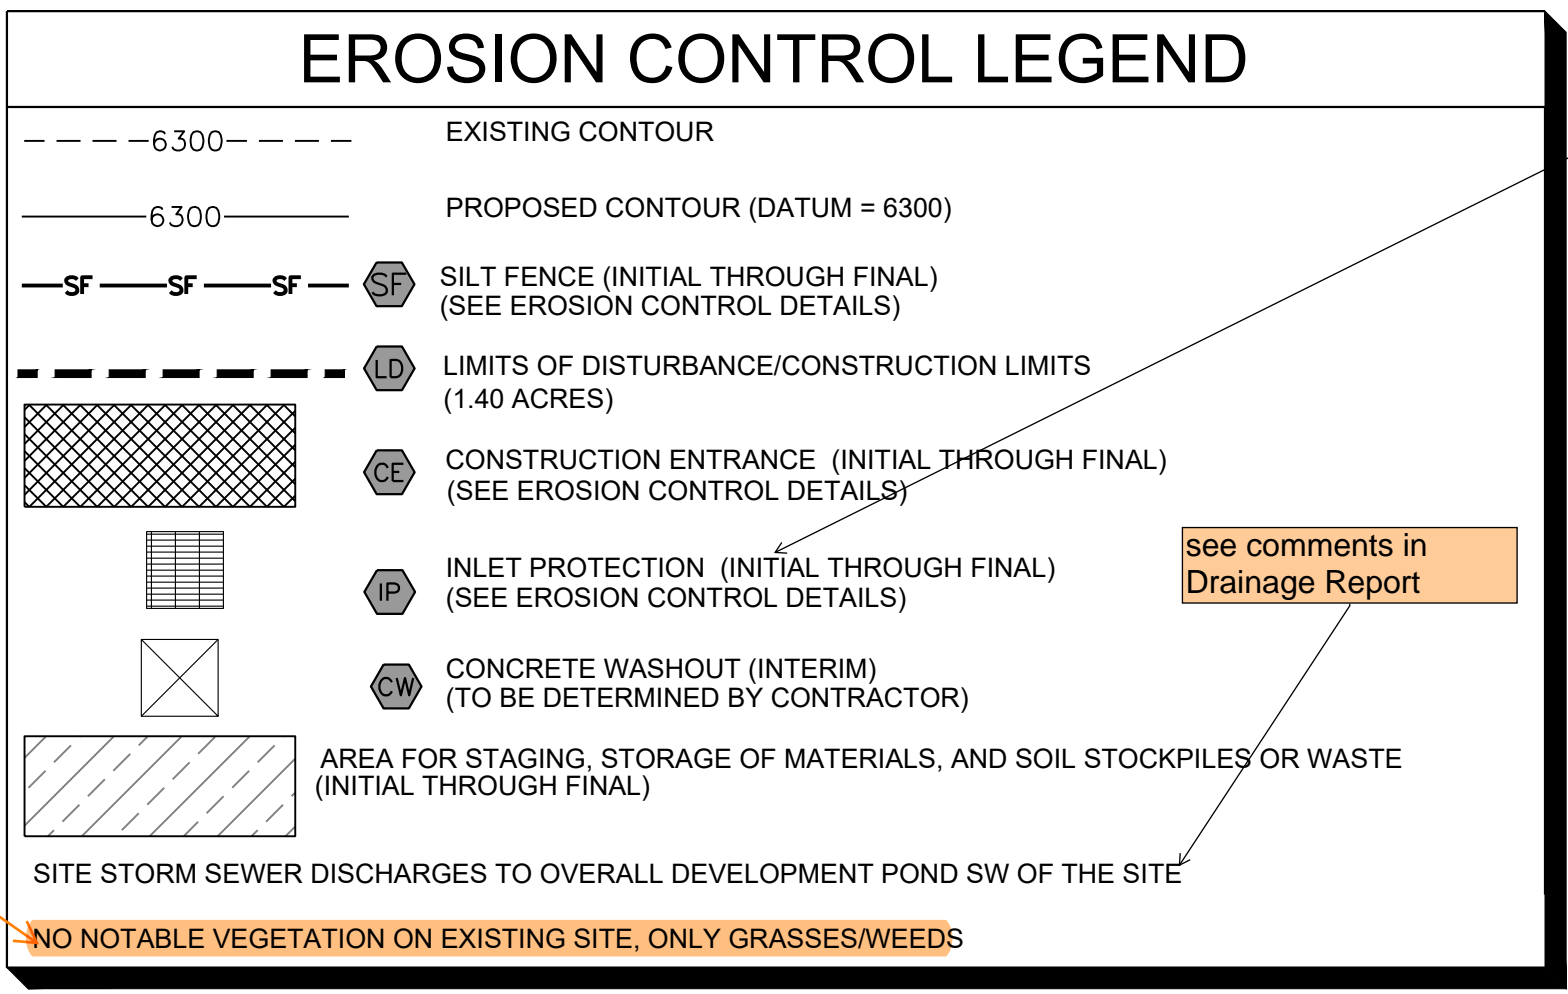 EROSION CONTROL LEGEND
6300
EXISTING CONTOUR
6300
PROPOSED CONTOUR (DATUM = 6300)
SF SF SF
SF
SILT FENCE (INITIAL THROUGH FINAL)
(SEE EROSION CONTROL DETAILS)
LD
LIMITS OF DISTURBANCE/CONSTRUCTION LIMITS
(1.40 ACRES)
CE
CONSTRUCTION ENTRANCE (INITIAL THROUGH FINAL)
(SEE EROSION CONTROL DETAILS)
IP
INLET PROTECTION (INITIAL THROUGH FINAL)
(SEE EROSION CONTROL DETAILS)
see comments in
Drainage Report
CW
CONCRETE WASHOUT (INTERIM)
(TO BE DETERMINED BY CONTRACTOR)
AREA FOR STAGING, STORAGE OF MATERIALS, AND SOIL STOCKPILES OR WASTE
(INITIAL THROUGH FINAL)
SITE STORM SEWER DISCHARGES TO OVERALL DEVELOPMENT POND SW OF THE SITE
NO NOTABLE VEGETATION ON EXISTING SITE, ONLY GRASSES/WEEDS